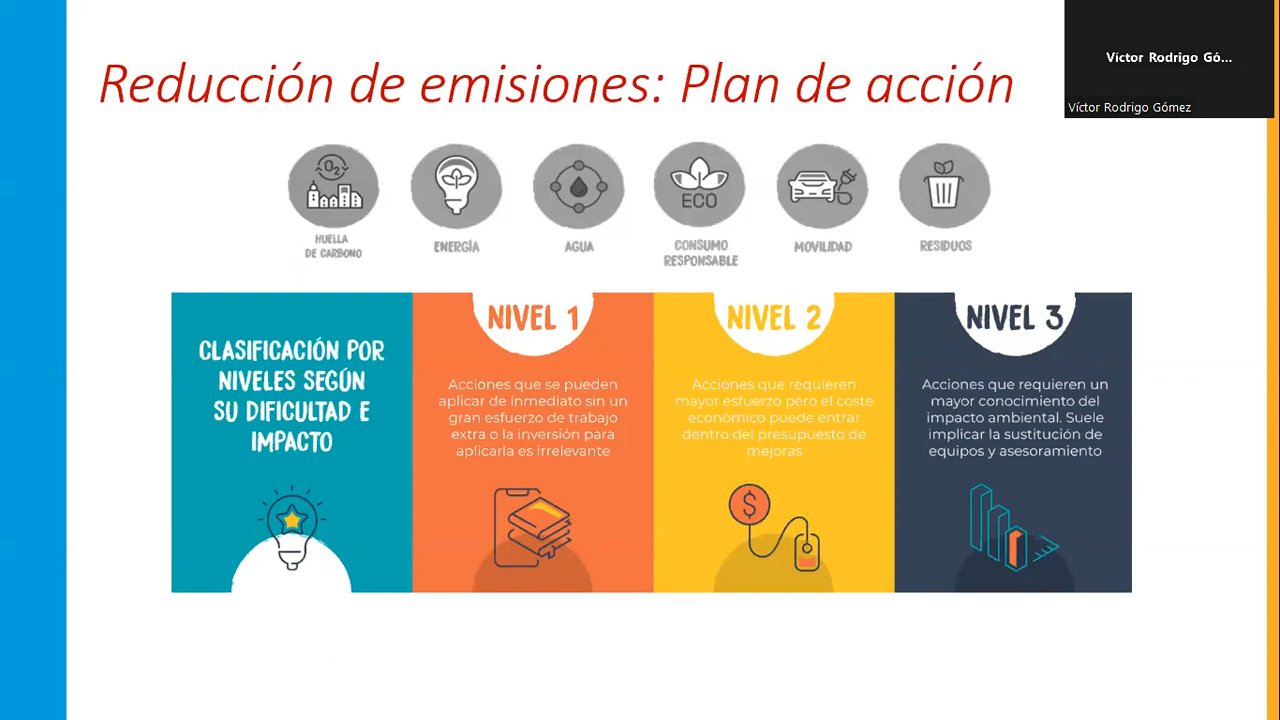 Reducción de emisiones: Plan de acción
Víctor Rodrigo Gó...
Víctor Rodrigo Gómez
O2
ECO
HUELLA
DE CARBONO
ENERGÍA
AGUA
CONSUMO
RESPONSABLE
MOVILIDAD
RESIDUOS
CLASIFICACIÓN POR
NIVELES SEGÚN
SU DIFICULTAD E
IMPACTO
NIVEL 1
Acciones que se pueden
aplicar de inmediato sin un
gran esfuerzo de trabajo
extra o la inversión para
aplicarla es irrelevante
NIVEL 2
Acciones que requieren
mayor esfuerzo pero el coste
económico puede entrar
dentro del presupuesto de
mejoras
$
NIVEL 3
Acciones que requieren un
mayor conocimiento del
impacto ambiental. Suele
implicar la sustitución de
equipos y asesoramiento